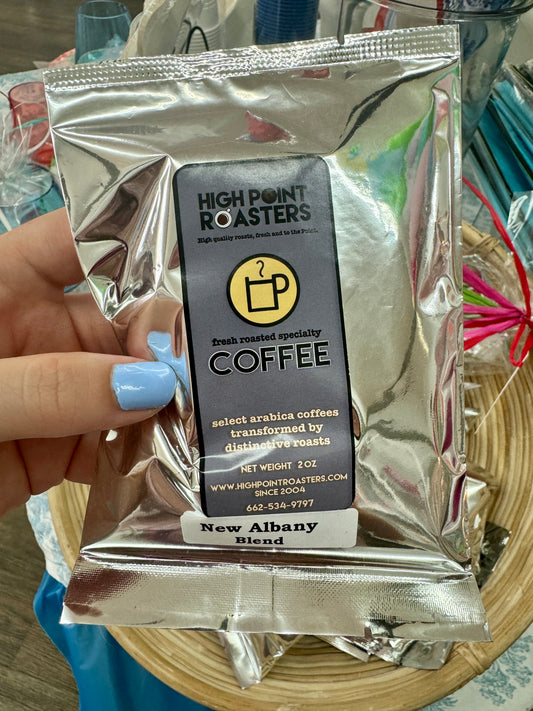 HIGH POINT
ROASTERS
High quality roasts, fresh and to the Point.
fresh roasted specialty
COFFEE
select arabica coffees
transformed by
distinctive roasts
NET WEIGHT 2 OZ
WWW.HIGHPOINTROASTERS.COM
SINCE 2004
662-534-9797
New Albany
Blend